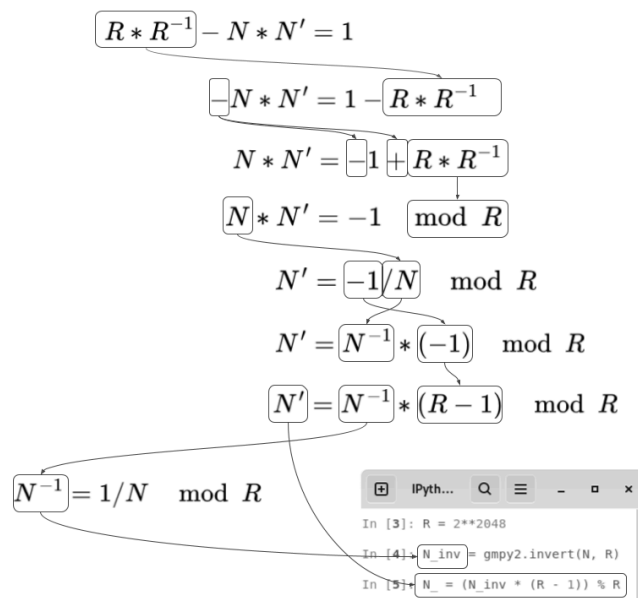 R * R⁻¹ − N * N′ = 1
−N * N′ = 1 − R * R⁻¹
N * N′ = −1 + R * R⁻¹
N * N′ = −1 mod R
N′ = −1/N mod R
N′ = N⁻¹ * (−1) mod R
N′ = N⁻¹ * (R − 1) mod R
N⁻¹ = 1/N mod R
IPyth...
In [3]: R = 2**2048
In [4]: N_inv = gmpy2.invert(N, R)
In [5]: N_ = (N_inv * (R - 1)) % R